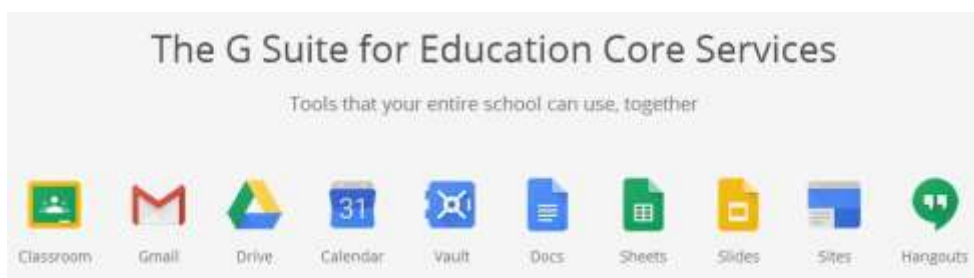 The G Suite for Education Core Services
Tools that your entire school can use, together
31
Classroom Gmail Drive Calendar Vault Docs Sheets Slides Sites Hangouts